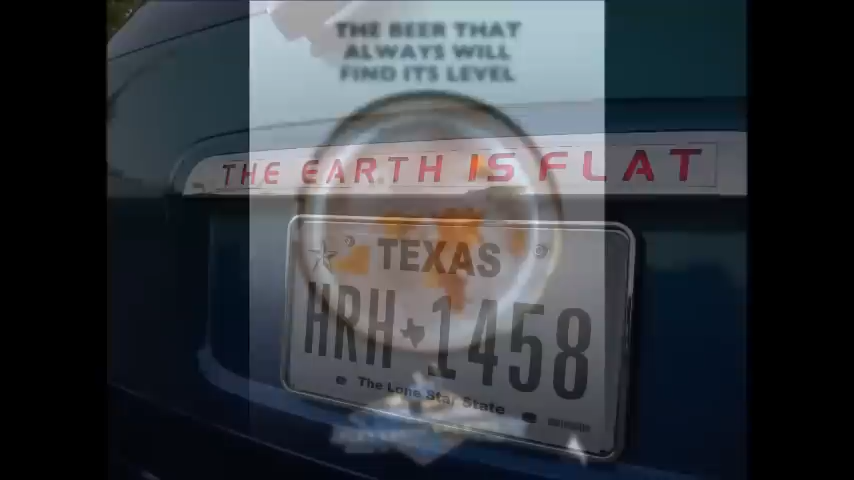 THE BEER THAT
ALWAYS WILL
FIND ITS LEVEL
THE EARTH IS FLAT
TEXAS
HRH 1458
The Lone Star State